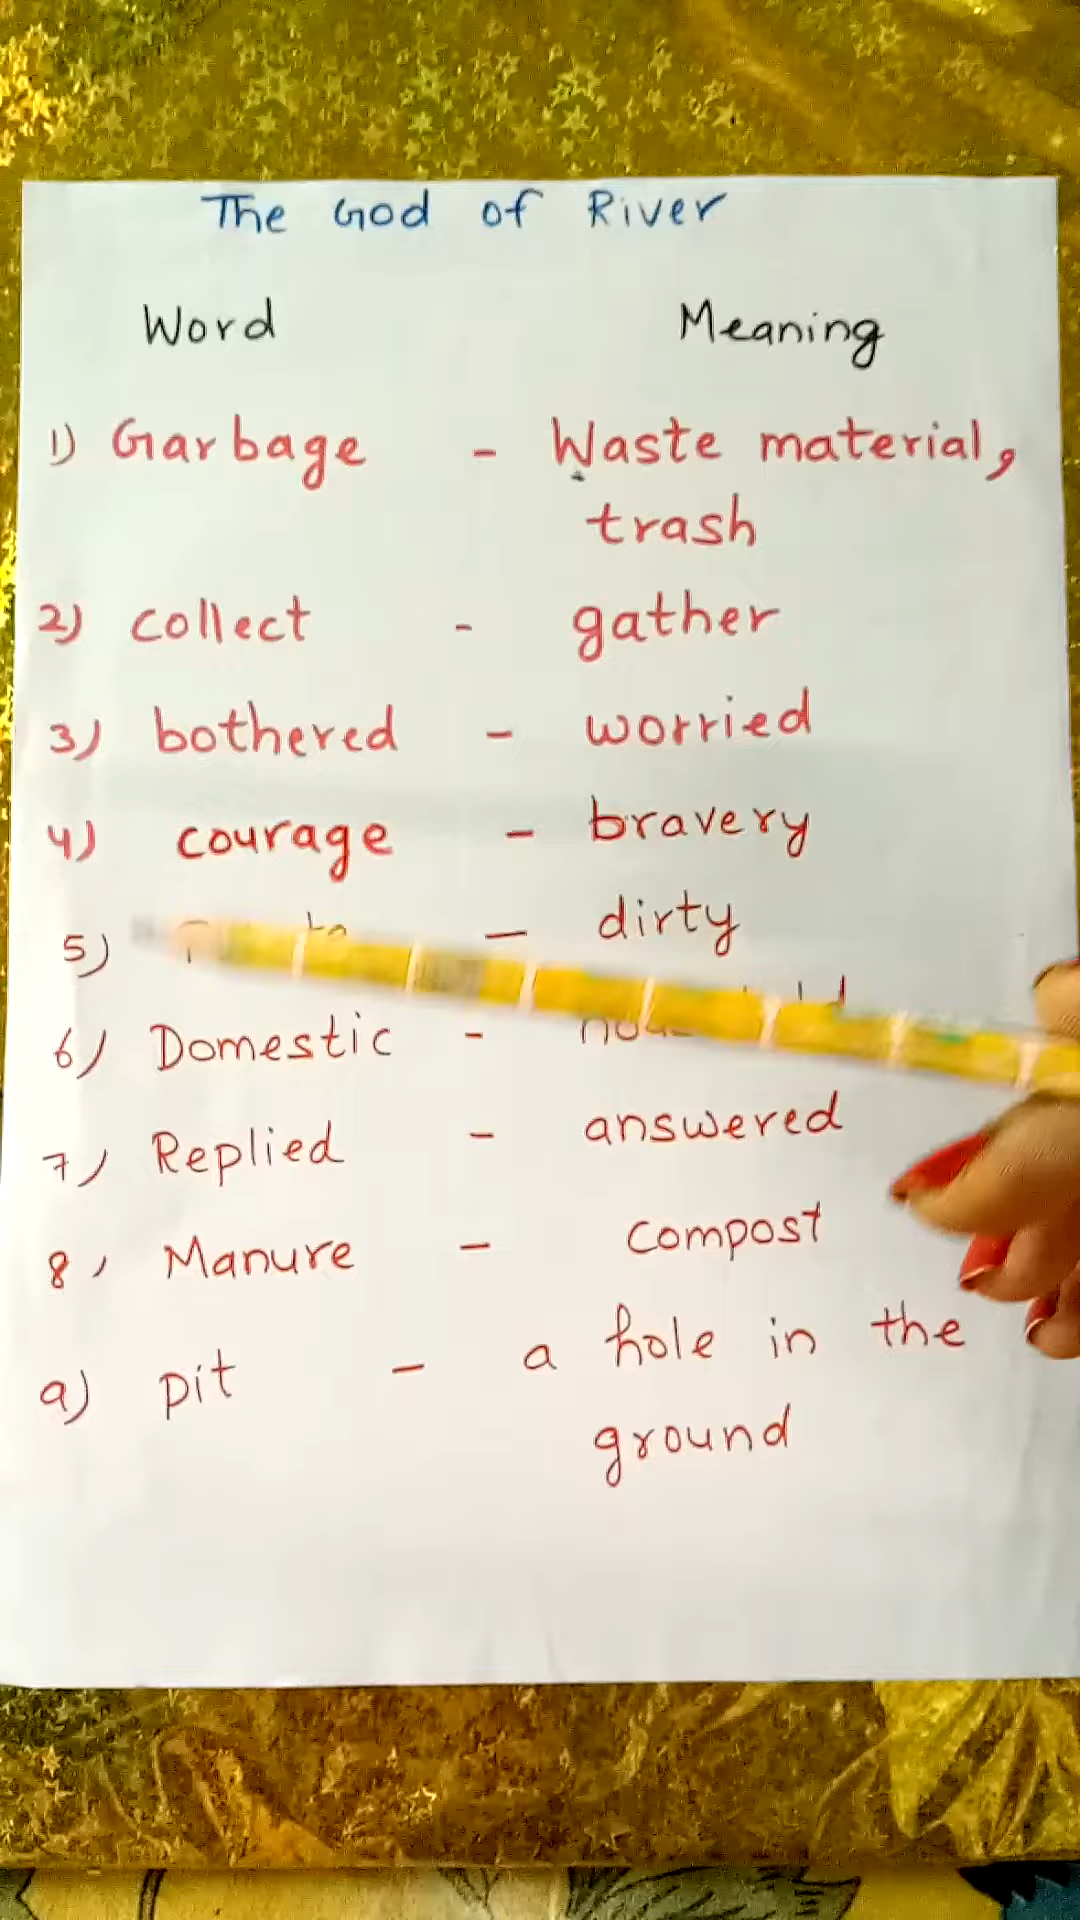 The God of River
Word Meaning
1) Garbage - Waste material,
trash
2) collect - gather
3) bothered - worried
4) courage - bravery
5) - dirty
6) Domestic -
7) Replied - answered
8) Manure - compost
9) pit - a hole in the
ground